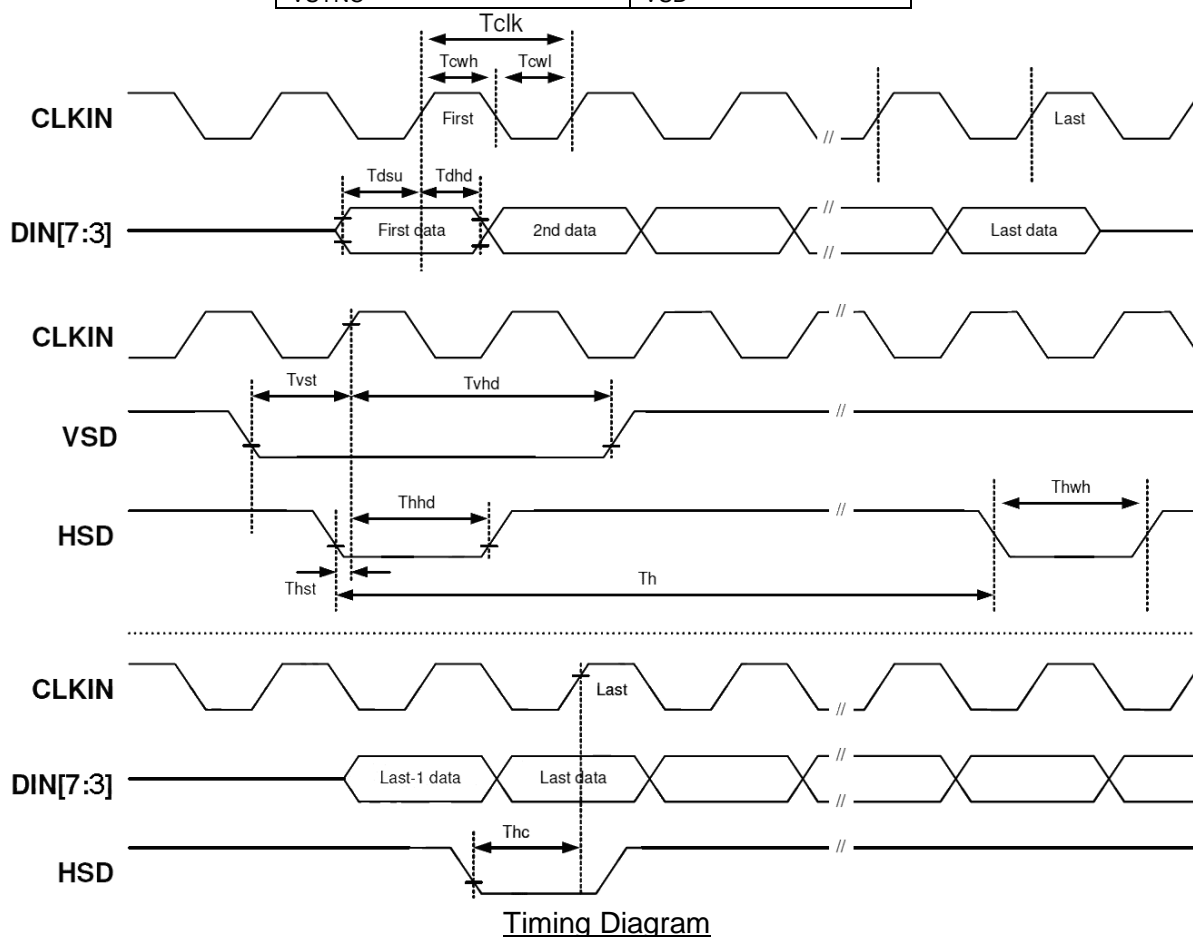 Tclk
Tcwh Tcwl
CLKIN First // Last
Tdsu Tdhd
DIN[7:3] First data 2nd data // // Last data
CLKIN //
Tvst Tvhd
VSD //
Thhd Thwh
HSD //
Thst Th
CLKIN Last //
DIN[7:3] Last-1 data Last data // //
Thc
HSD //
Timing Diagram